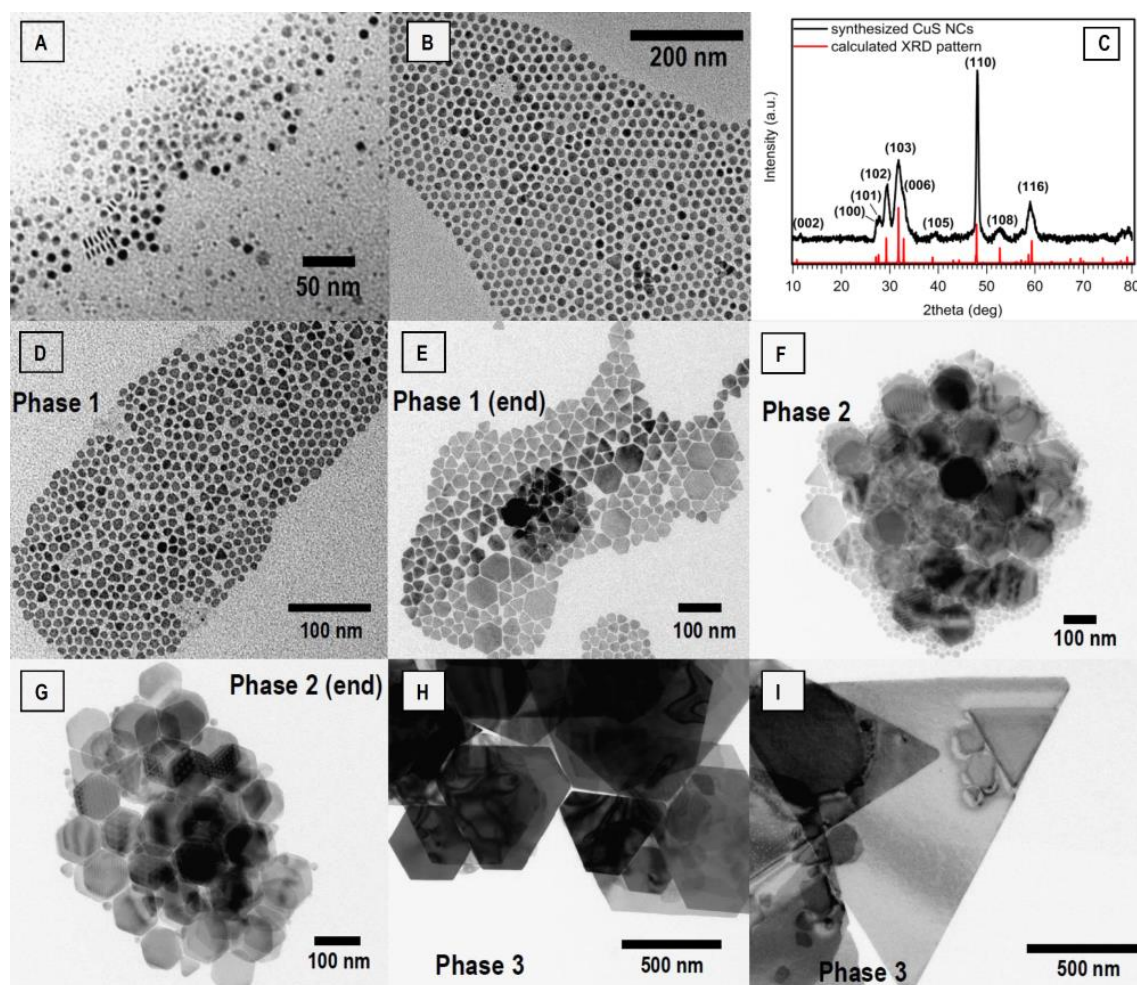 A
50 nm
B
200 nm
C
synthesized CuS NCs
calculated XRD pattern
(110)
(103)
(102)
(006)
(101)
(100)
(116)
(002)
(105)
(108)
Intensity (a.u.)
10 20 30 40 50 60 70 80
2theta (deg)
D
Phase 1
100 nm
E
Phase 1 (end)
100 nm
F
Phase 2
100 nm
G
Phase 2 (end)
100 nm
H
Phase 3
500 nm
I
Phase 3
500 nm